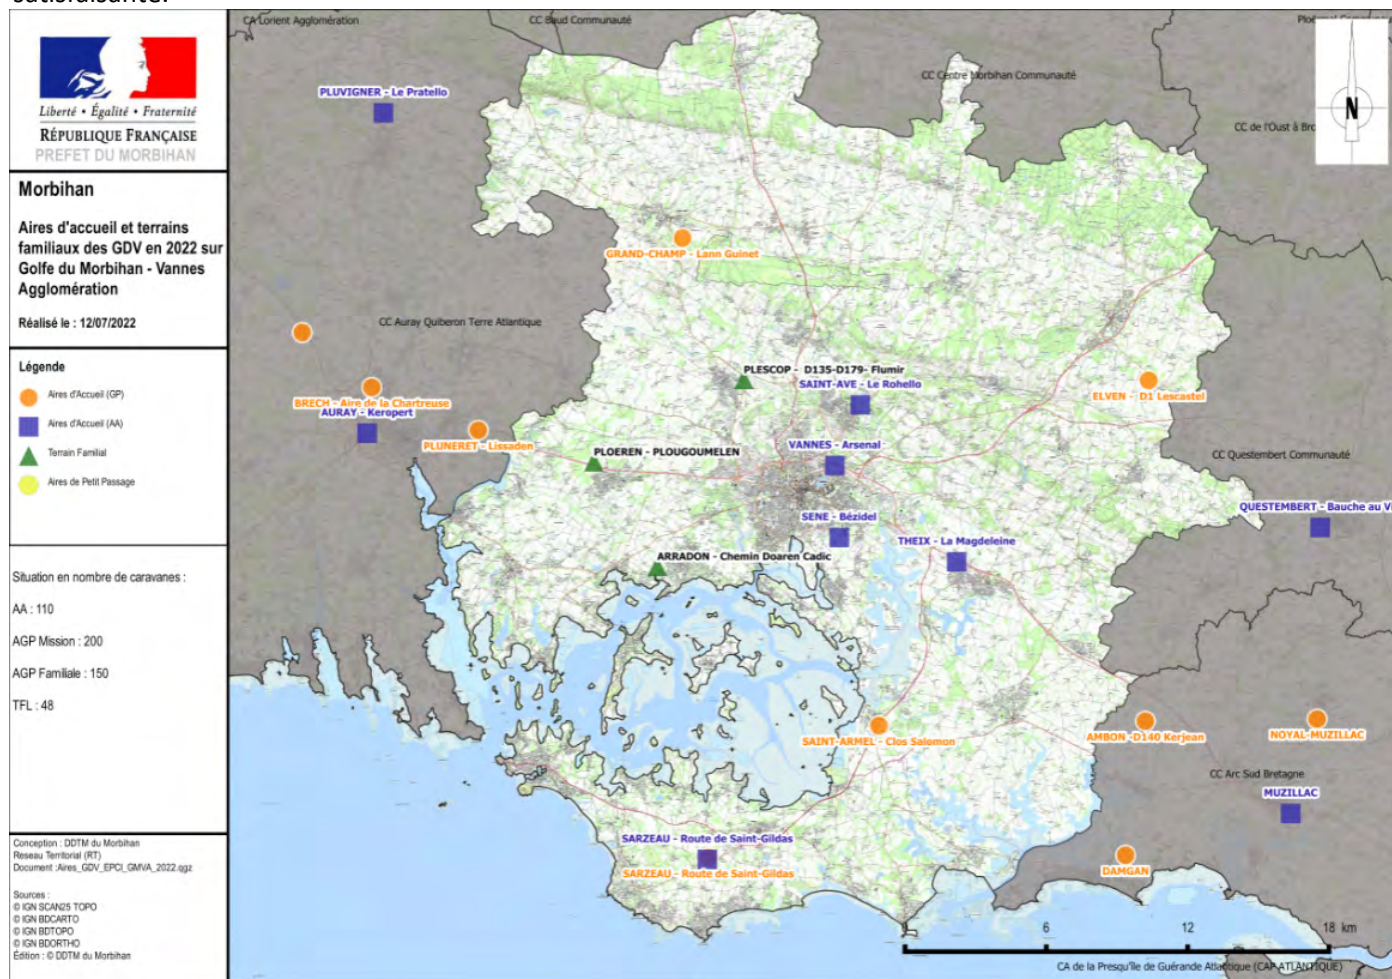 satisfaisante.
Liberté • Égalité • Fraternité
RÉPUBLIQUE FRANÇAISE
PREFET DU MORBIHAN
Morbihan
Aires d'accueil et terrains
familiaux des GDV en 2022 sur
Golfe du Morbihan - Vannes
Agglomération
Réalisé le : 12/07/2022
Légende
Aires d'Accueil (GP)
Aires d'Accueil (AA)
Terrain Familial
Aires de Petit Passage
Situation en nombre de caravanes :
AA : 110
AGP Mission : 200
AGP Familiale : 150
TFL : 48
Conception : DDTM du Morbihan
Reseau Territorial (RT)
Document :Aires_GDV_EPCI_GMVA_2022.qgz
Sources :
© IGN SCAN25 TOPO
© IGN BDCARTO
© IGN BDTOPO
© IGN BDORTHO
Édition : © DDTM du Morbihan
CA Lorient Agglomération
CC Baud Communauté
CC Centre Morbihan Communauté
CC de l'Oust à Bro
N
PLUVIGNER - Le Pratello
GRAND-CHAMP - Lann Guinet
CC Auray Quiberon Terre Atlantique
PLESCOP - D135-D179- Flumir
SAINT-AVE - Le Rohello
ELVEN - D1 Lescastel
BRECH - Aire de la Chartreuse
AURAY - Keropert
PLUNERET - Lissaden
PLOEREN - PLOUGOUMELEN
VANNES - Arsenal
CC Questembert Communauté
QUESTEMBERT - Bauche au Vi
SENE - Bézidel
THEIX - La Magdeleine
ARRADON - Chemin Doaren Cadic
SAINT-ARMEL - Clos Salomon
AMBON -D140 Kerjean
NOYAL-MUZILLAC
CC Arc Sud Bretagne
MUZILLAC
SARZEAU - Route de Saint-Gildas
SARZEAU - Route de Saint-Gildas
DAMGAN
6 12 18 km
CA de la Presqu'île de Guérande Atlantique (CAP ATLANTIQUE)